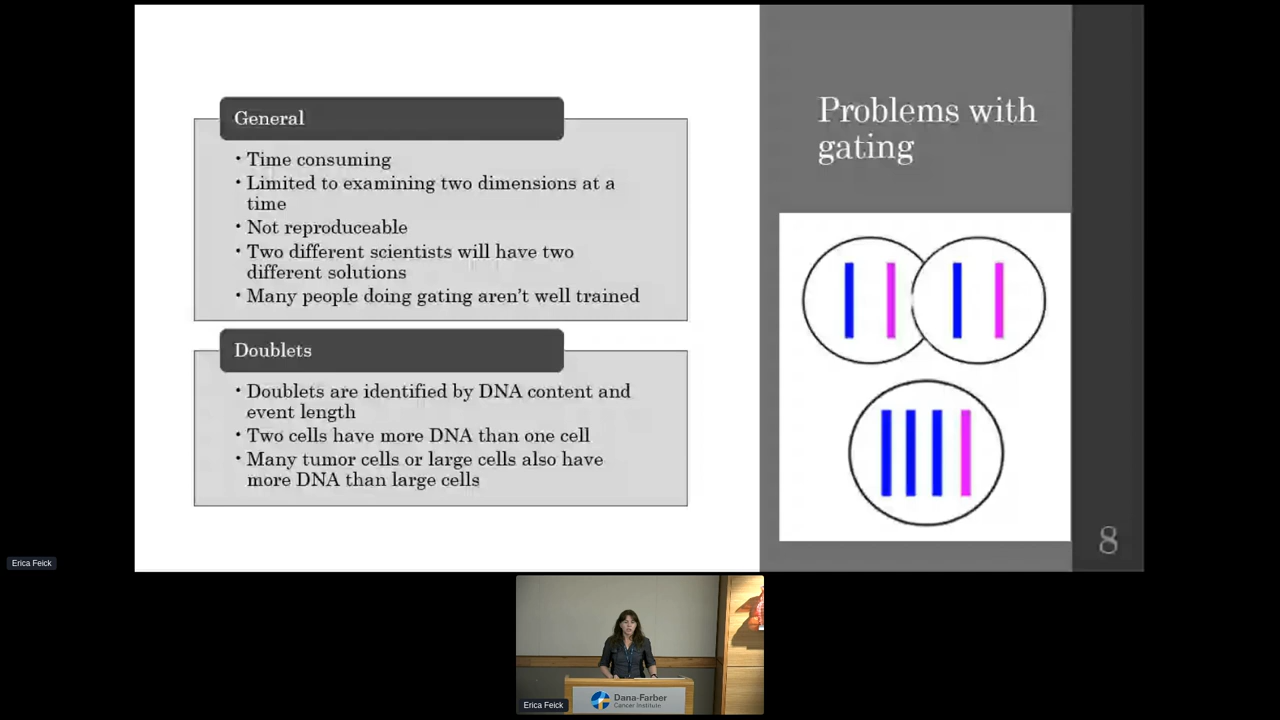 General
• Time consuming
• Limited to examining two dimensions at a
time
• Not reproduceable
• Two different scientists will have two
different solutions
• Many people doing gating aren't well trained
Doublets
• Doublets are identified by DNA content and
event length
• Two cells have more DNA than one cell
• Many tumor cells or large cells also have
more DNA than large cells
Problems with
gating
8
Erica Feick
Erica Feick
Dana-Farber
Cancer Institute